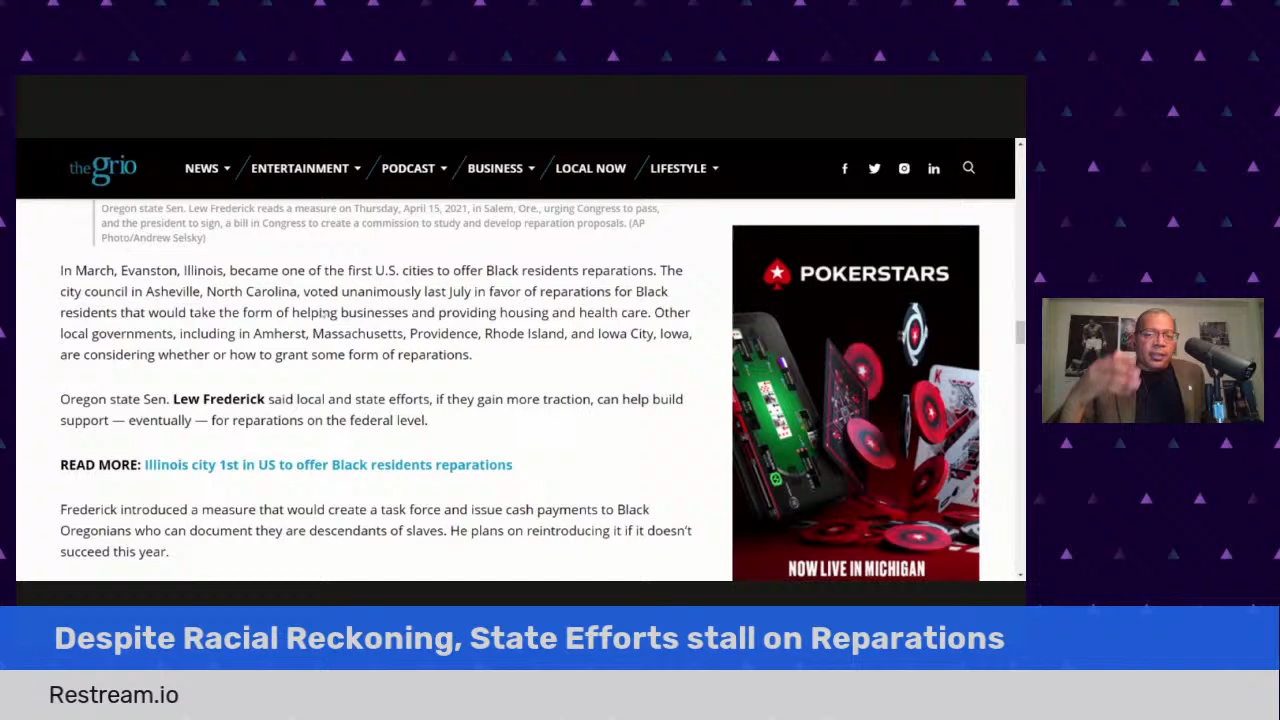 the grio
NEWS
ENTERTAINMENT
PODCAST
BUSINESS
LOCAL NOW
LIFESTYLE
Oregon state Sen. Lew Frederick reads a measure on Thursday, April 15, 2021, in Salem, Ore., urging Congress to pass,
and the president to sign, a bill in Congress to create a commission to study and develop reparation proposals. (AP
Photo/Andrew Selsky)
In March, Evanston, Illinois, became one of the first U.S. cities to offer Black residents reparations. The
city council in Asheville, North Carolina, voted unanimously last July in favor of reparations for Black
residents that would take the form of helping businesses and providing housing and health care. Other
local governments, including in Amherst, Massachusetts, Providence, Rhode Island, and Iowa City, Iowa,
are considering whether or how to grant some form of reparations.
Oregon state Sen. Lew Frederick said local and state efforts, if they gain more traction, can help build
support — eventually — for reparations on the federal level.
READ MORE: Illinois city 1st in US to offer Black residents reparations
Frederick introduced a measure that would create a task force and issue cash payments to Black
Oregonians who can document they are descendants of slaves. He plans on reintroducing it if it doesn't
succeed this year.
POKERSTARS
NOW LIVE IN MICHIGAN
Despite Racial Reckoning, State Efforts stall on Reparations
Restream.io